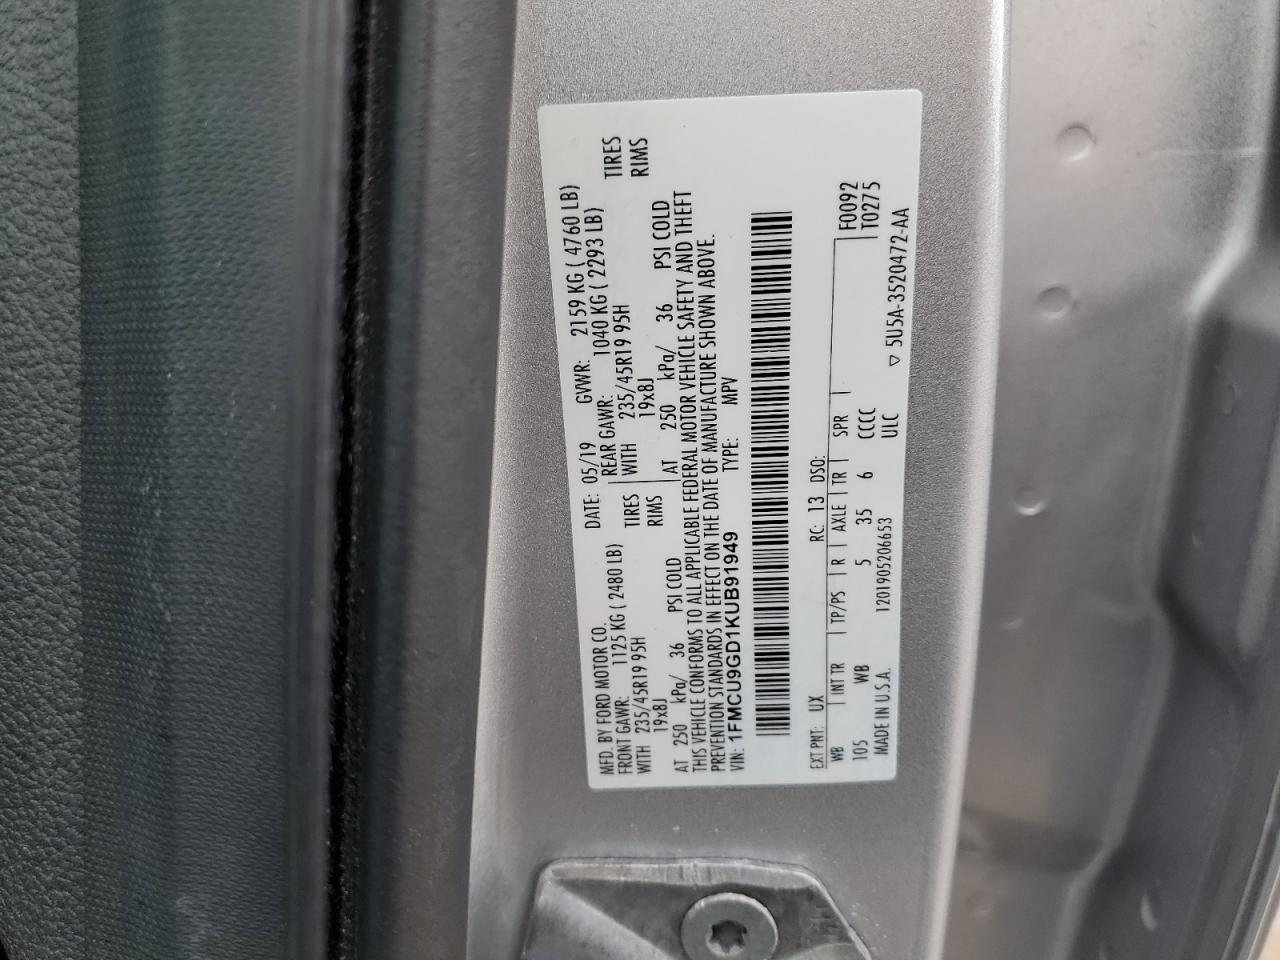 MFD. BY FORD MOTOR CO. DATE: 05/19 GVWR: 2159 KG ( 4760 LB)
FRONT GAWR: 1125 KG ( 2480 LB) REAR GAWR: 1040 KG ( 2293 LB)
WITH 235/45R19 95H TIRES WITH 235/45R19 95H TIRES
19x8J RIMS 19x8J RIMS
AT 250 kPa/ 36 PSI COLD AT 250 kPa/ 36 PSI COLD
THIS VEHICLE CONFORMS TO ALL APPLICABLE FEDERAL MOTOR VEHICLE SAFETY AND THEFT
PREVENTION STANDARDS IN EFFECT ON THE DATE OF MANUFACTURE SHOWN ABOVE.
VIN: 1FMCU9GD1KUB91949 TYPE: MPV
EXT PNT: UX RC: 13 DSO: F0092
WB INT TR TP/PS R AXLE TR SPR T0275
105 WB 5 35 6 CCCC
MADE IN U.S.A. 1201905206653 ULC ▽ 5U5A-3520472-AA